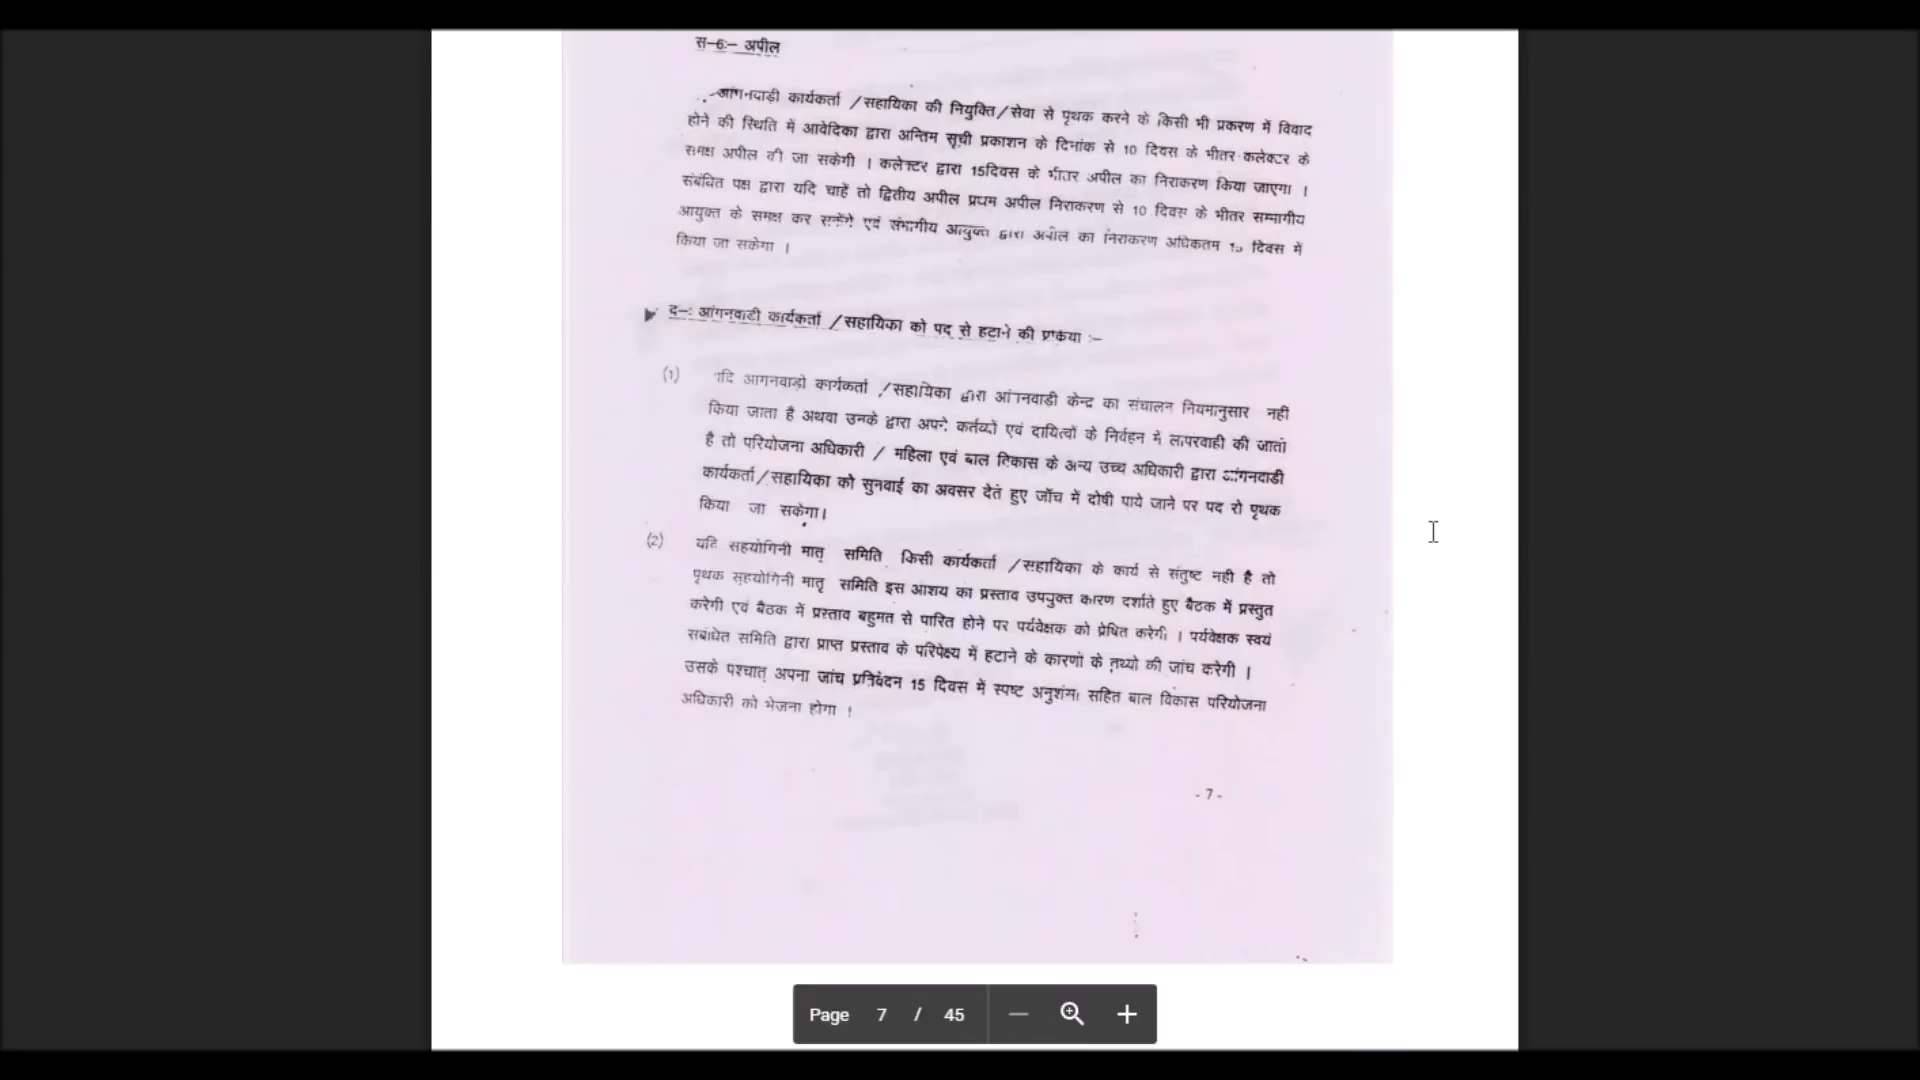 स–6:– अपील
आंगनवाड़ी कार्यकर्ता /सहायिका की नियुक्ति/सेवा से पृथक करने के किसी भी प्रकरण में विवाद
होने की स्थिति में आवेदिका द्वारा अन्तिम सूची प्रकाशन के दिनांक से 10 दिवस के भीतर कलेक्टर के
समक्ष अपील की जा सकेगी । कलेक्टर द्वारा 15दिवस के भीतर अपील का निराकरण किया जाएगा ।
संबंधित पक्ष द्वारा यदि चाहें तो द्वितीय अपील प्रथम अपील निराकरण से 10 दिवस के भीतर सम्भागीय
आयुक्त के समक्ष कर सकेंगे एवं संभागीय आयुक्त द्वारा अपील का निराकरण अधिकतम दिवस में
किया जा सकेगा ।
द–: आंगनवाडी कार्यकर्ता /सहायिका को पद से हटाने की प्रकिया :–
(1) यदि आगनवाड़ी कार्यकर्ता /सहायिका द्वारा आंगनवाडी केन्द्र का संचालन नियमानुसार नहीं
किया जाता है अथवा उनके द्वारा अपने कर्तव्यों एवं दायित्वों के निर्वहन में लापरवाही की जाती
है तो परियोजना अधिकारी / महिला एवं बाल विकास के अन्य उच्च अधिकारी द्वारा आंगनवाडी
कार्यकर्ता/सहायिका को सुनवाई का अवसर देते हुए जॉच में दोषी पाये जाने पर पद से पृथक
किया जा सकेगा।
(2) यदि सहयोगिनी मातृ समिति किसी कार्यकर्ता /सहायिका के कार्य से संतुष्ट नही है तो
पृथक सहयोगिनी मातृ समिति इस आशय का प्रस्ताव उपयुक्त कारण दर्शाते हुए बैठक में प्रस्तुत
करेगी एवं बैठक में प्रस्ताव बहुमत से पारित होने पर पर्यवेक्षक को प्रेषित करेगी । पर्यवेक्षक स्वयं
सबंधित समिति द्वारा प्राप्त प्रस्ताव के परिपेक्ष्य में हटाने के कारणों के तथ्यो की जांच करेगी ।
उसके पश्चात् अपना जांच प्रतिवेदन 15 दिवस में स्पष्ट अनुशंसा सहित बाल विकास परियोजना
अधिकारी को भेजना होगा ।
- 7 -
Page 7 / 45